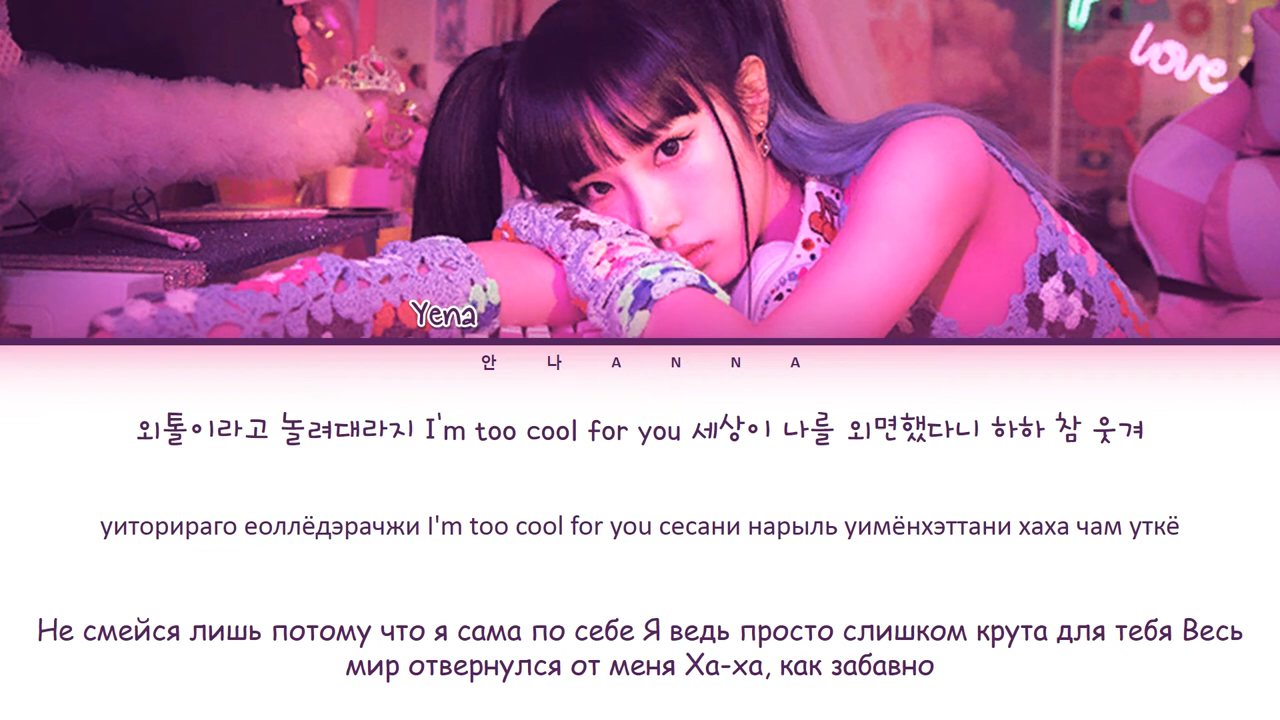 love
Yena
안 나 A N N A
외톨이라고 놀려대라지 I'm too cool for you 세상이 나를 외면했다니 하하 참 웃겨
уиторираго еоллёдэрачжи I'm too cool for you сесани нарыль уимёнхэттани хаха чам уткё
Не смейся лишь потому что я сама по себе Я ведь просто слишком крута для тебя Весь
мир отвернулся от меня Ха-ха, как забавно